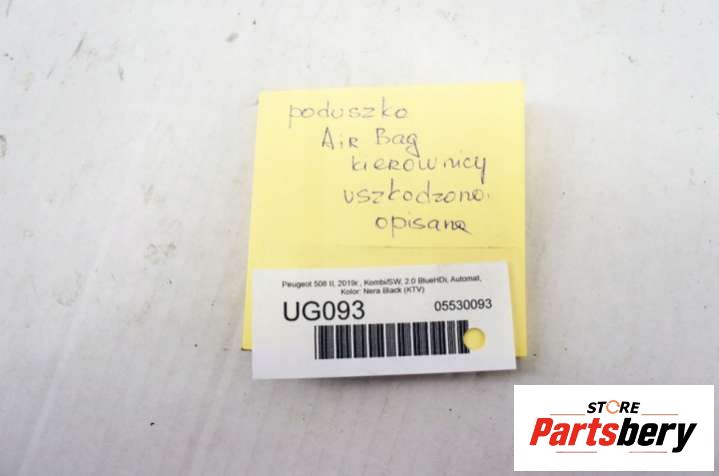 poduszka
AIR Bag
kierownicy
uszkodzona
opisana
Peugeot 508 II, 2019r., Kombi/SW, 2.0 BlueHDi, Automat,
Kolor: Nera Black (KTV)
UG093 05530093
STORE
Partsbery